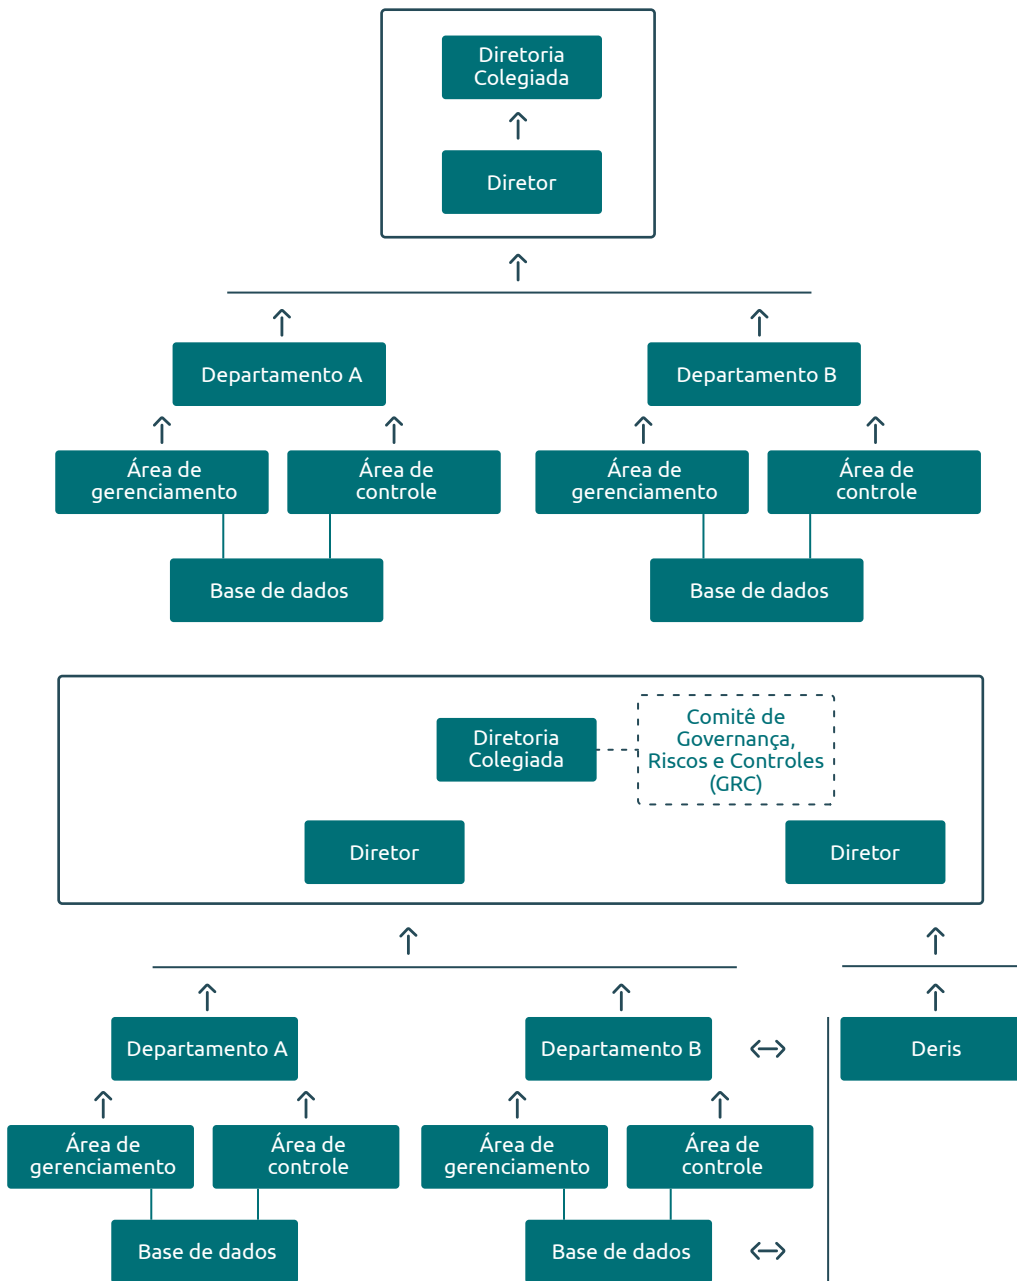 Diretoria
Colegiada
Diretor
Departamento A
Departamento B
Área de
gerenciamento
Área de
controle
Área de
gerenciamento
Área de
controle
Base de dados
Base de dados
Diretoria
Colegiada
Comitê de
Governança,
Riscos e Controles
(GRC)
Diretor
Diretor
Departamento A
Departamento B
Deris
Área de
gerenciamento
Área de
controle
Área de
gerenciamento
Área de
controle
Base de dados
Base de dados